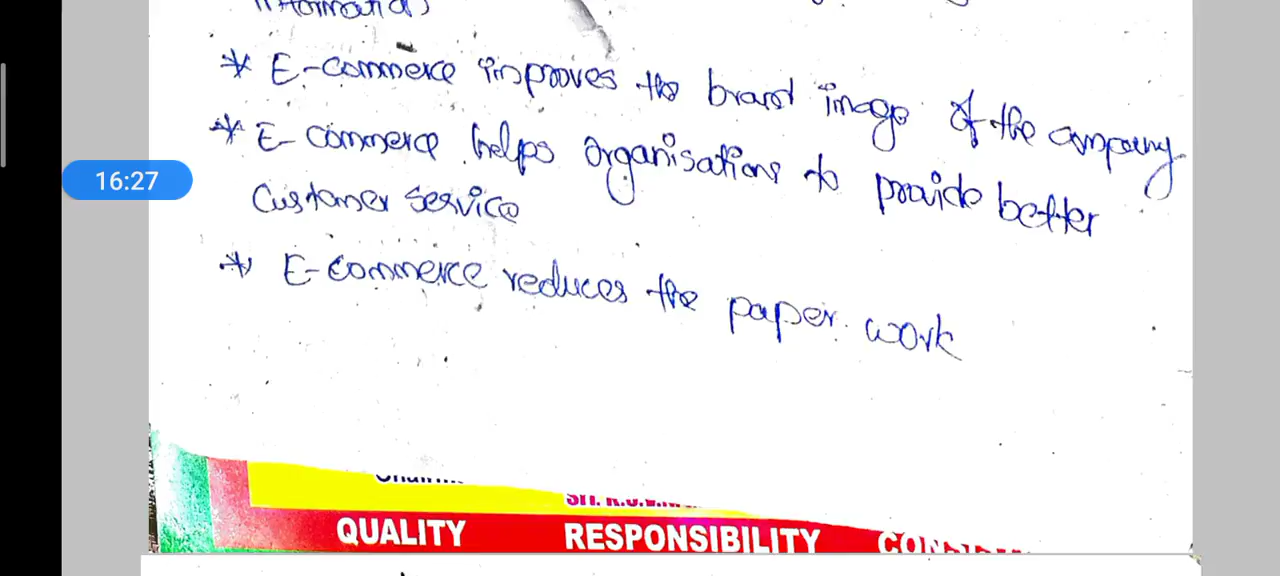 * E-commerce improves the brand image of the company
* E-commerce helps organisations to provide better
customer service
* E-commerce reduces the paper work
16:27
QUALITY RESPONSIBILITY